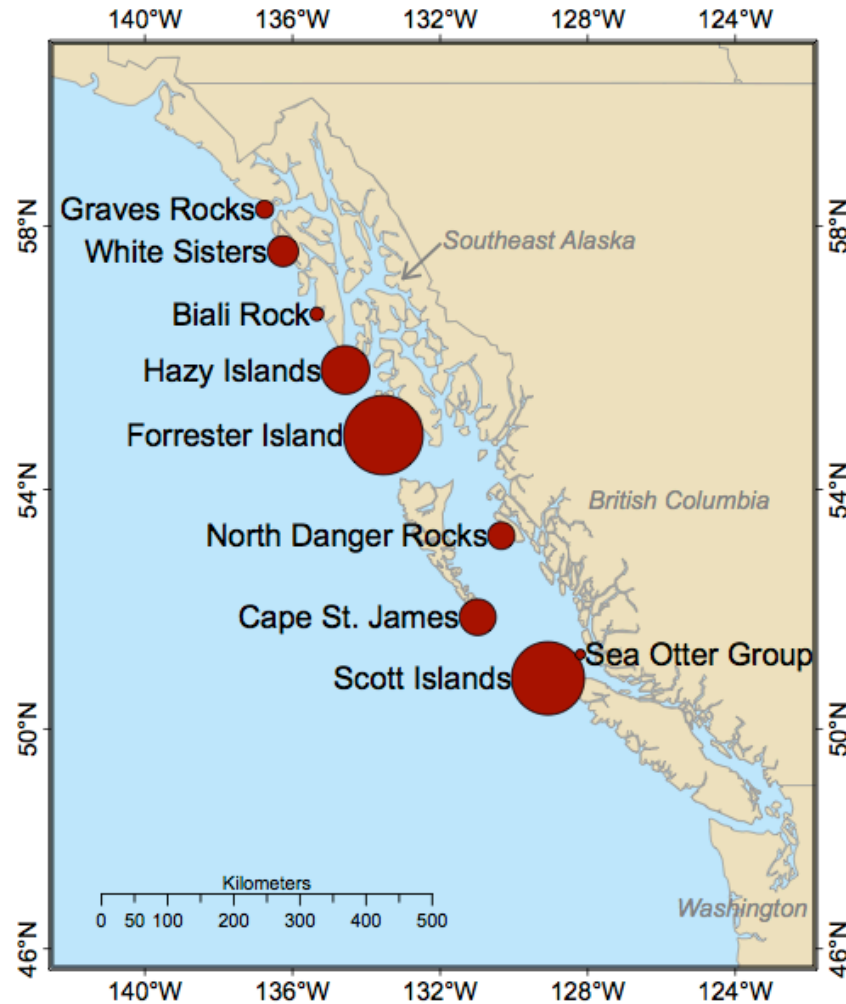 140°W 136°W 132°W 128°W 124°W
58°N
58°N
Graves Rocks
White Sisters
Southeast Alaska
Biali Rock
Hazy Islands
Forrester Island
54°N
54°N
British Columbia
North Danger Rocks
Cape St. James
Sea Otter Group
Scott Islands
50°N
50°N
Kilometers
0 50 100 200 300 400 500
Washington
46°N
46°N
140°W 136°W 132°W 128°W 124°W